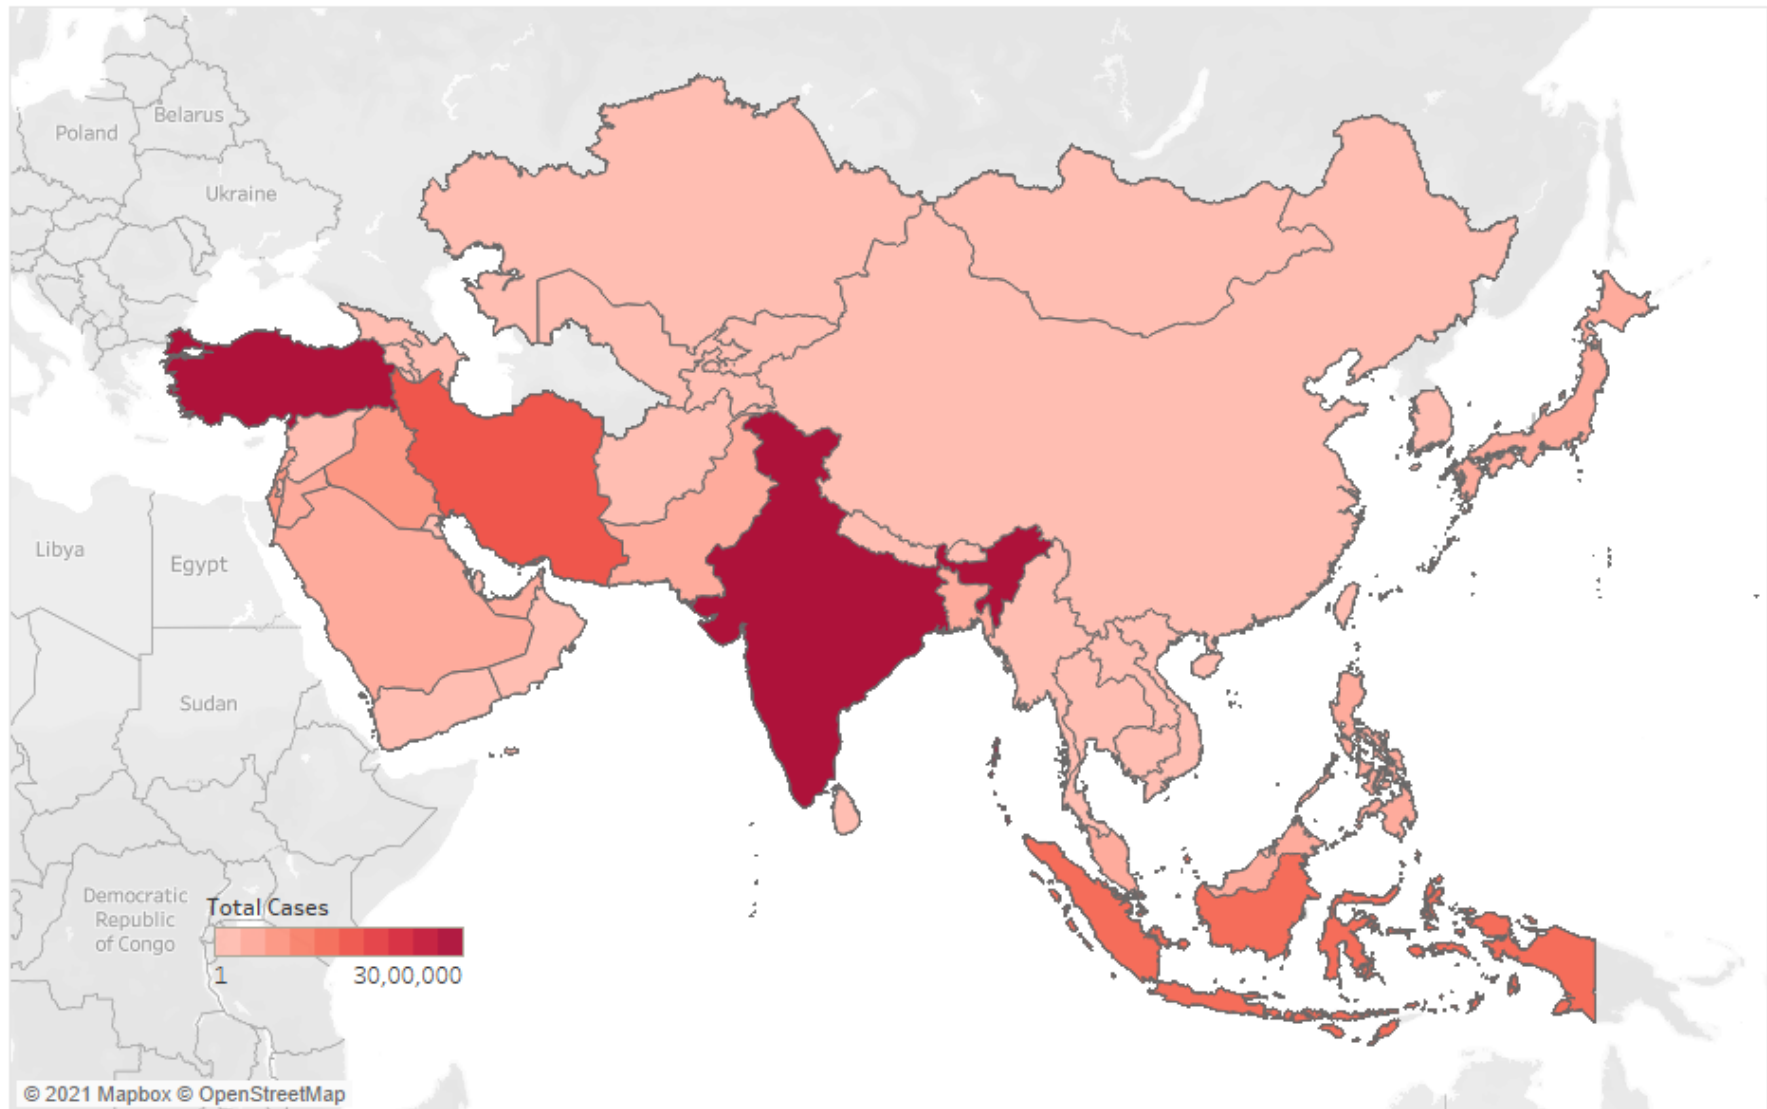 Belarus
Poland
Ukraine
Libya
Egypt
Sudan
Democratic
Republic
of Congo
Total Cases
1 30,00,000
© 2021 Mapbox © OpenStreetMap